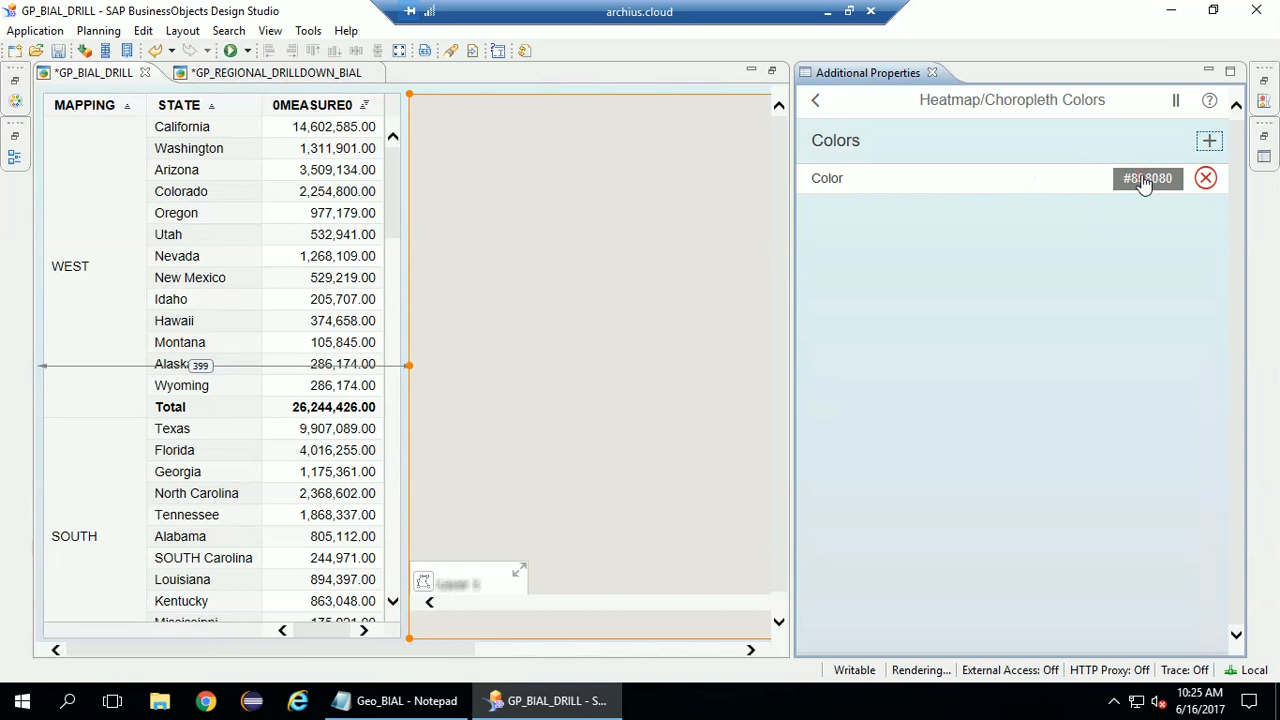 GP_BIAL_DRILL - SAP BusinessObjects Design Studio
archius.cloud
Application Planning Edit Layout Search View Tools Help
*GP_BIAL_DRILL *GP_REGIONAL_DRILLDOWN_BIAL
Additional Properties
MAPPING STATE 0MEASURE0
Heatmap/Choropleth Colors
California 14,602,585.00
Colors
Washington 1,311,901.00
Arizona 3,509,134.00
Color
Colorado 2,254,800.00
Oregon 977,179.00
Utah 532,941.00
Nevada 1,268,109.00
WEST
New Mexico 529,219.00
Idaho 205,707.00
Hawaii 374,658.00
Montana 105,845.00
399 286,174.00
Wyoming 286,174.00
Total 26,244,426.00
Texas 9,907,089.00
Florida 4,016,255.00
Georgia 1,175,361.00
North Carolina 2,368,602.00
Tennessee 1,868,337.00
SOUTH
Alabama 805,112.00
SOUTH Carolina 244,971.00
Louisiana 894,397.00
Kentucky 863,048.00
Writable Rendering... External Access: Off HTTP Proxy: Off Trace: Off Local
Geo_BIAL - Notepad
GP_BIAL_DRILL - S...
10:25 AM
6/16/2017